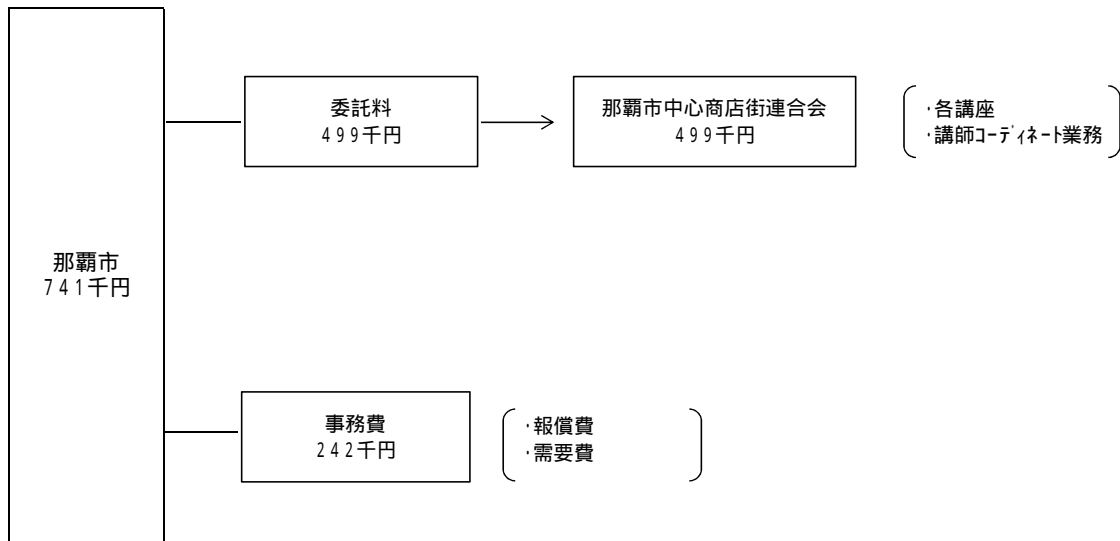 那覇市
741千円
委託料
499千円
那覇市中心商店街連合会
499千円
・各講座
・講師コーディネート業務
事務費
242千円
・報償費
・需要費